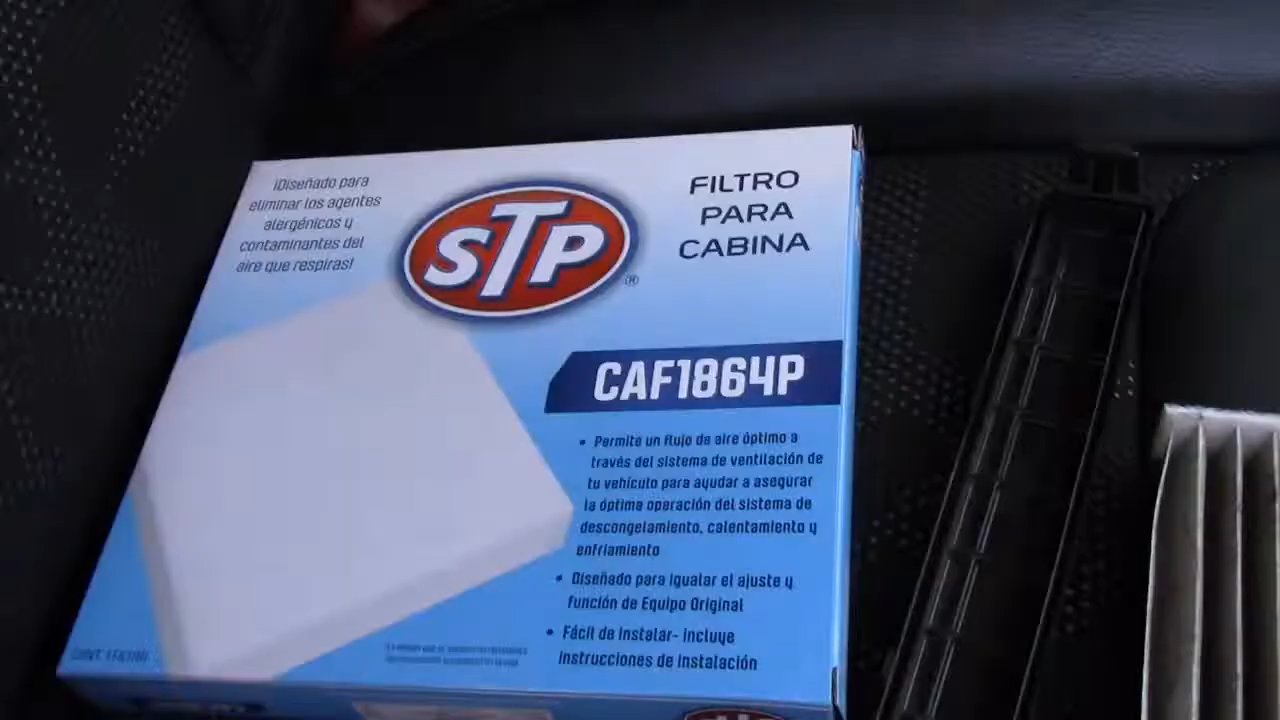 ¡Diseñado para
eliminar los agentes
alergénicos y
contaminantes del
aire que respiras!
STP
®
FILTRO
PARA
CABINA
CAF1864P
• Permite un flujo de aire óptimo a
través del sistema de ventilación de
tu vehículo para ayudar a asegurar
la óptima operación del sistema de
descongelamiento, calentamiento y
enfriamiento
• Diseñado para igualar el ajuste y
función de Equipo Original
• Fácil de instalar- incluye
instrucciones de instalación